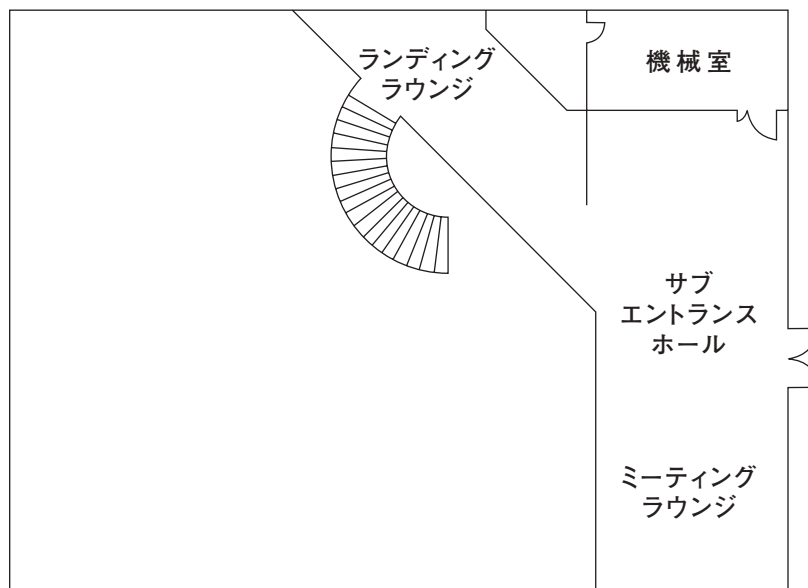 ランディング
ラウンジ
機械室
サブ
エントランス
ホール
ミーティング
ラウンジ